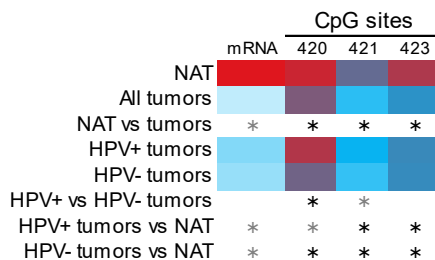 CpG sites
mRNA 420 421 423
NAT
All tumors
NAT vs tumors * * * *
HPV+ tumors
HPV- tumors
HPV+ vs HPV- tumors * *
HPV+ tumors vs NAT * * * *
HPV- tumors vs NAT * * * *